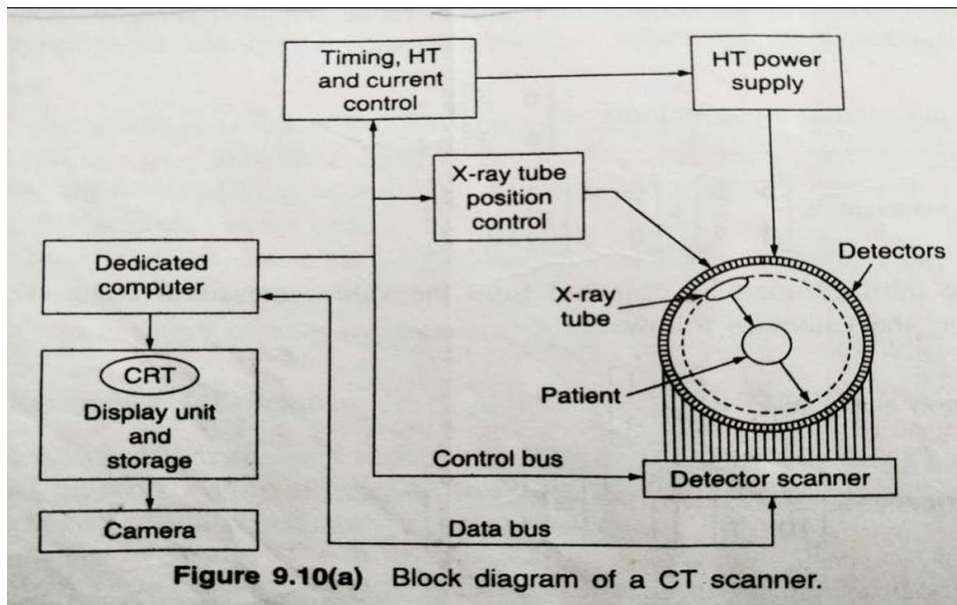 Timing, HT
and current
control
HT power
supply
X-ray tube
position
control
Detectors
Dedicated
computer
X-ray
tube
CRT
Display unit
and
storage
Patient
Control bus
Detector scanner
Camera
Data bus
Figure 9.10(a) Block diagram of a CT scanner.